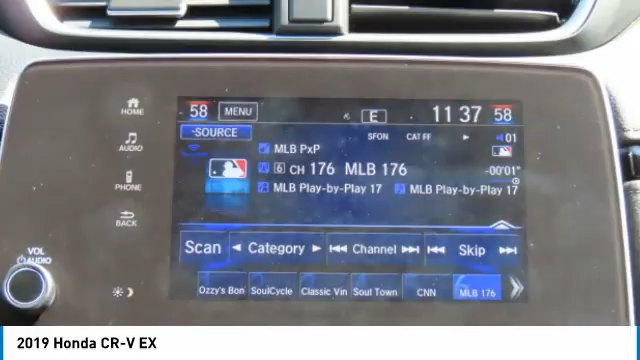 58 MENU E 11 37 58
HOME
SOURCE SFON CAT FF 01
AUDIO
MLB PxP
6 CH 176 MLB 176 -00'01"
PHONE
MLB Play-by-Play 17 MLB Play-by-Play 17
BACK
Scan Category Channel Skip
VOL
AUDIO
Ozzy's Bon SoulCycle Classic Vin Soul Town CNN MLB 176
2019 Honda CR-V EX